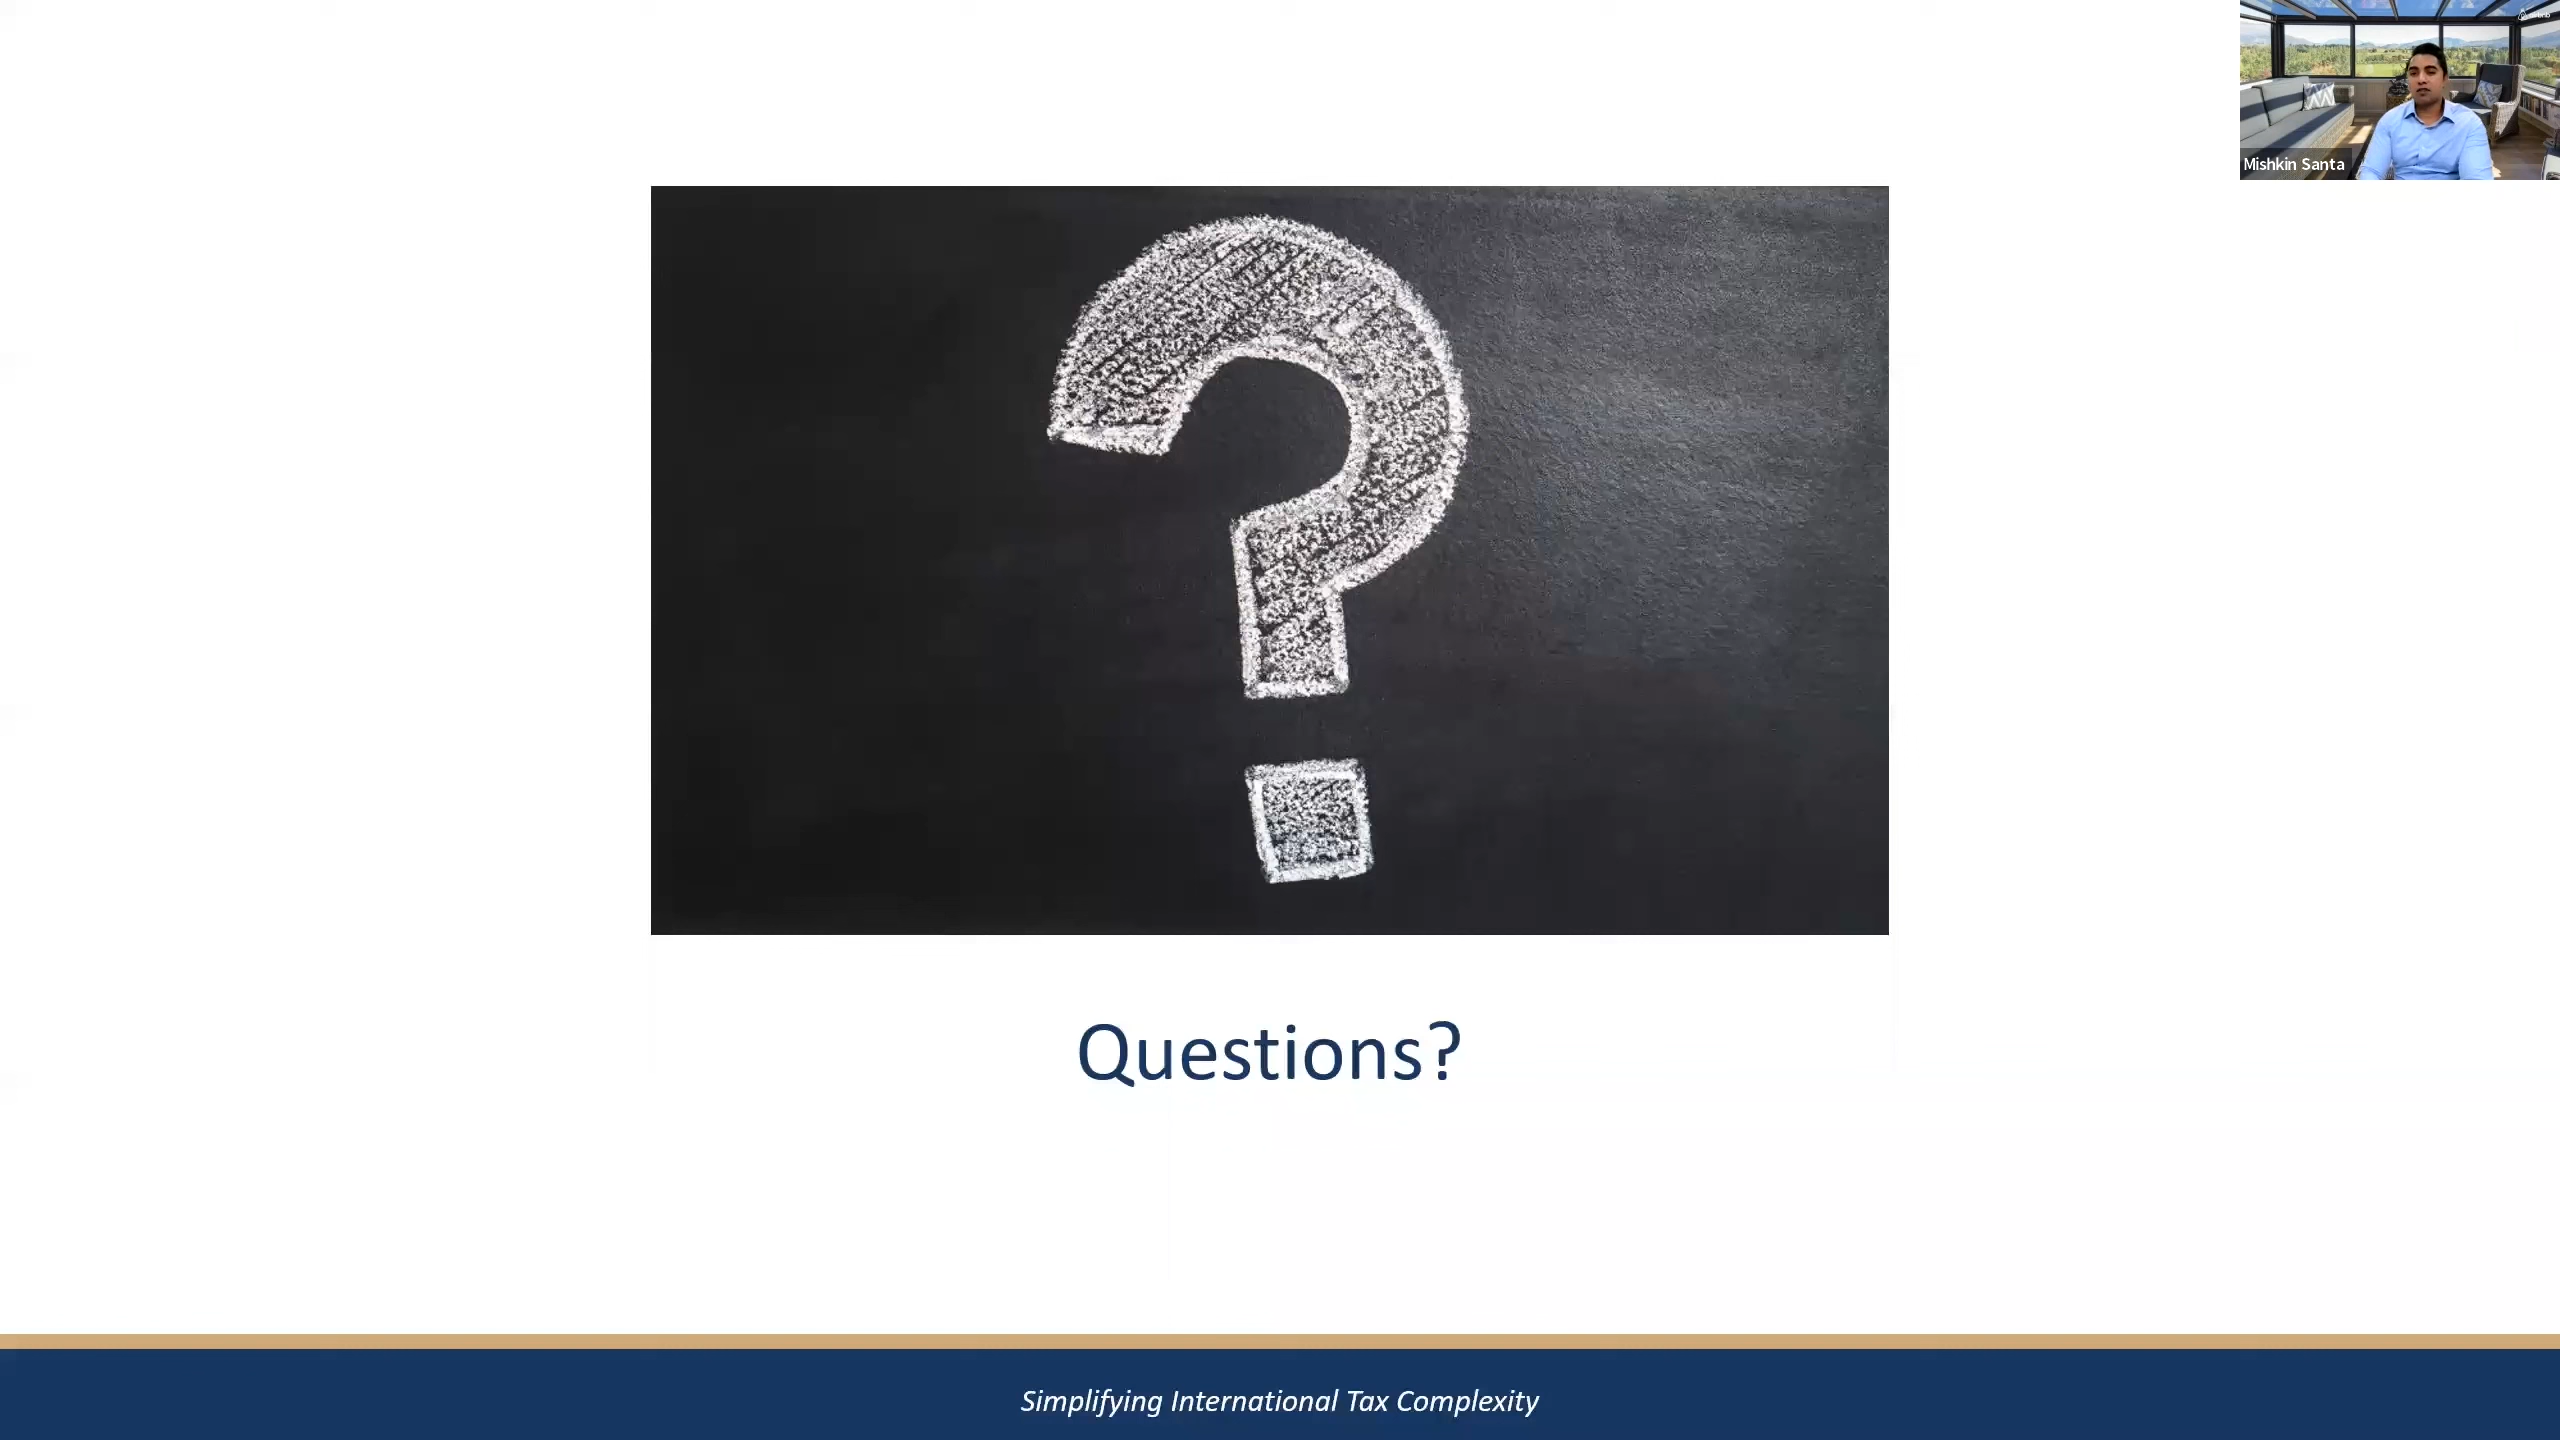 Mishkin Santa
Questions?
Simplifying International Tax Complexity